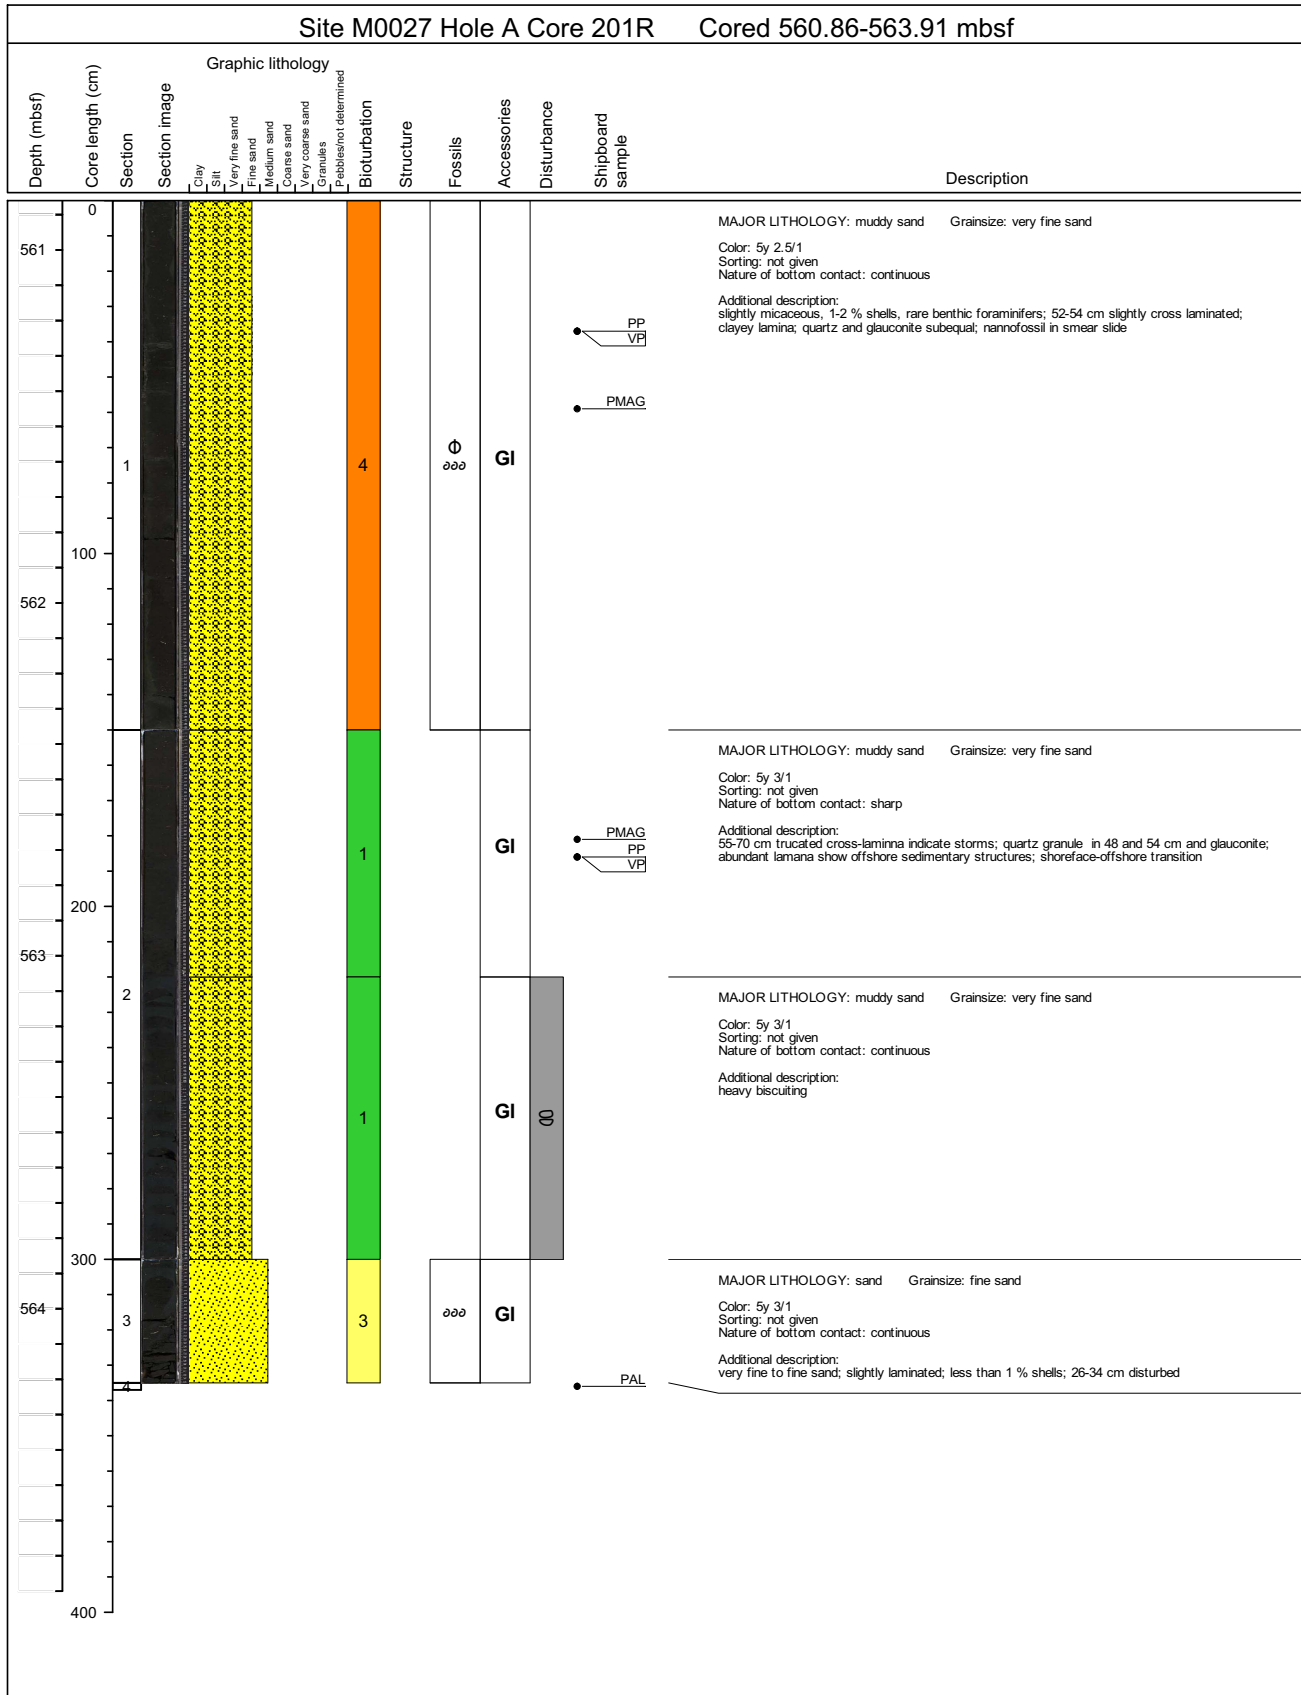 Site M0027 Hole A Core 201R Cored 560.86-563.91 mbsf
Depth (mbsf)
Core length (cm)
Section
Section image
Graphic lithology
Clay
Silt
Very fine sand
Fine sand
Medium sand
Coarse sand
Very coarse sand
Granules
Pebbles/not determined
Bioturbation
Structure
Fossils
Accessories
Disturbance
Shipboard
sample
Description
0
MAJOR LITHOLOGY: muddy sand Grainsize: very fine sand
561
Color: 5y 2.5/1
Sorting: not given
Nature of bottom contact: continuous
Additional description:
slightly micaceous, 1-2 % shells, rare benthic foraminifers; 52-54 cm slightly cross laminated;
clayey lamina; quartz and glauconite subequal; nannofossil in smear slide
PP
VP
PMAG
1
4
Gl
100
562
MAJOR LITHOLOGY: muddy sand Grainsize: very fine sand
Color: 5y 3/1
Sorting: not given
Nature of bottom contact: sharp
Additional description:
55-70 cm trucated cross-laminna indicate storms; quartz granule in 48 and 54 cm and glauconite;
abundant lamana show offshore sedimentary structures; shoreface-offshore transition
PMAG
PP
VP
1
Gl
200
563
2
MAJOR LITHOLOGY: muddy sand Grainsize: very fine sand
Color: 5y 3/1
Sorting: not given
Nature of bottom contact: continuous
Additional description:
heavy biscuiting
1
Gl
300
MAJOR LITHOLOGY: sand Grainsize: fine sand
564
3
3
Gl
Color: 5y 3/1
Sorting: not given
Nature of bottom contact: continuous
Additional description:
very fine to fine sand; slightly laminated; less than 1 % shells; 26-34 cm disturbed
4
PAL
400